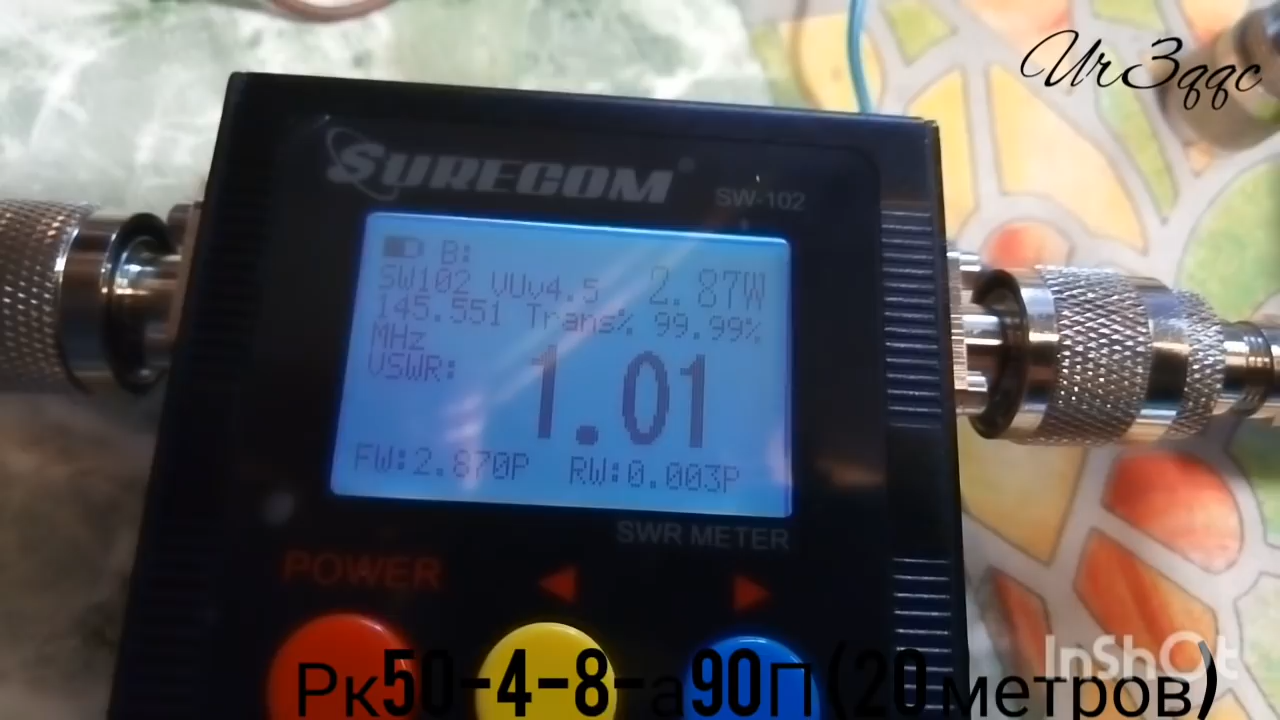 Ur3qqc
SURECOM
SW-102
B:
SW102 VUv4.5 2.87W
145.551 Trans% 99.99%
MHz
VSWR: 1.01
FW:2.870P RW:0.003P
SWR METER
POWER
InShOt
Рк50-4-8-а90П(20 метров)